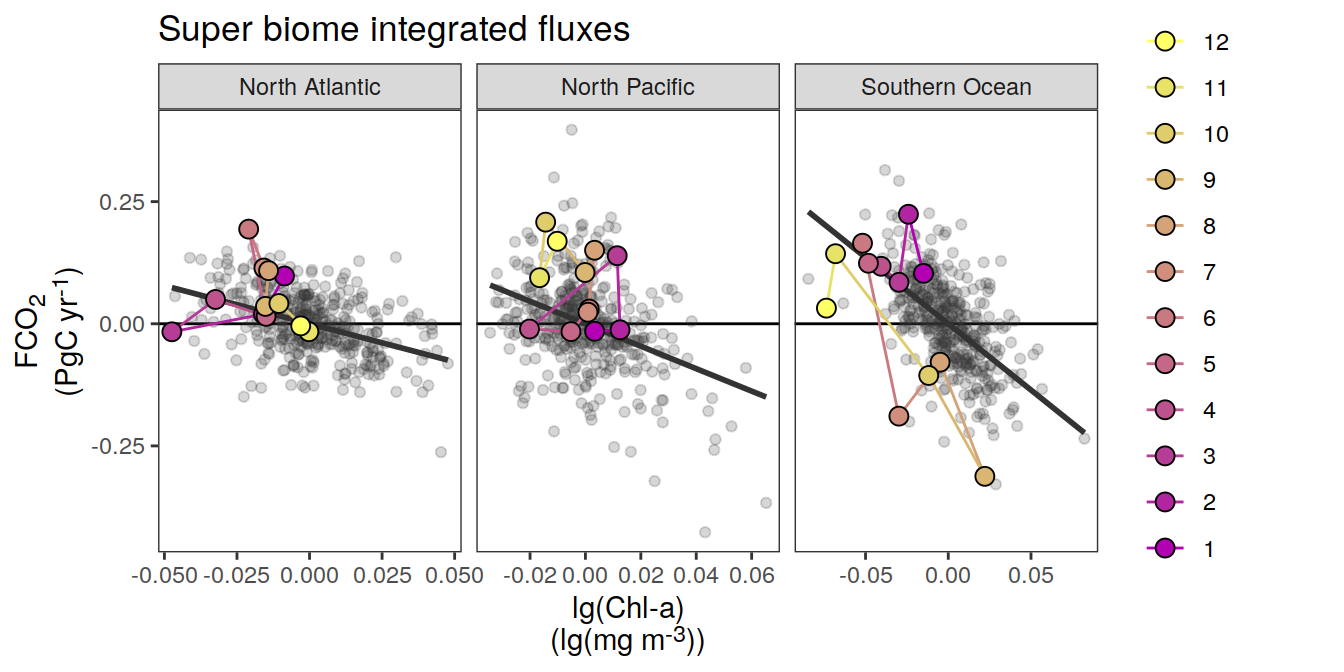 Super biome integrated fluxes
North Atlantic North Pacific Southern Ocean
FCO2
(PgC yr-1)
0.25
0.00
-0.25
-0.050 -0.025 0.000 0.025 0.050 -0.02 0.00 0.02 0.04 0.06 -0.05 0.00 0.05
lg(Chl-a)
(lg(mg m-3))
12
11
10
9
8
7
6
5
4
3
2
1